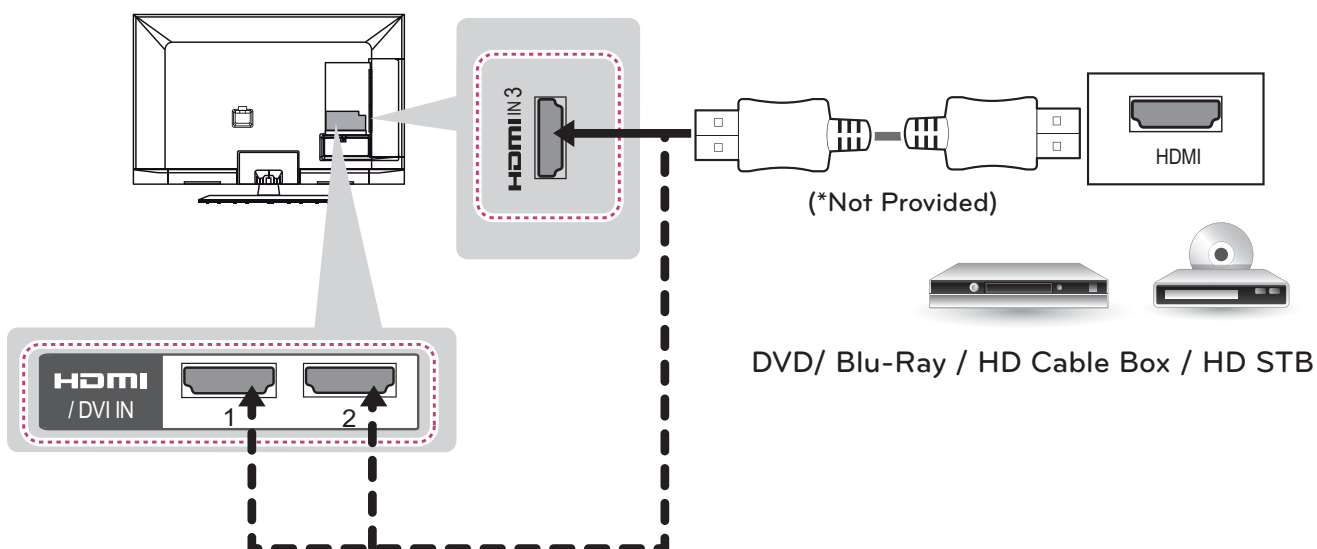 HDMI IN 3
HDMI
(*Not Provided)
DVD/ Blu-Ray / HD Cable Box / HD STB
HDMI
/ DVI IN
1
2